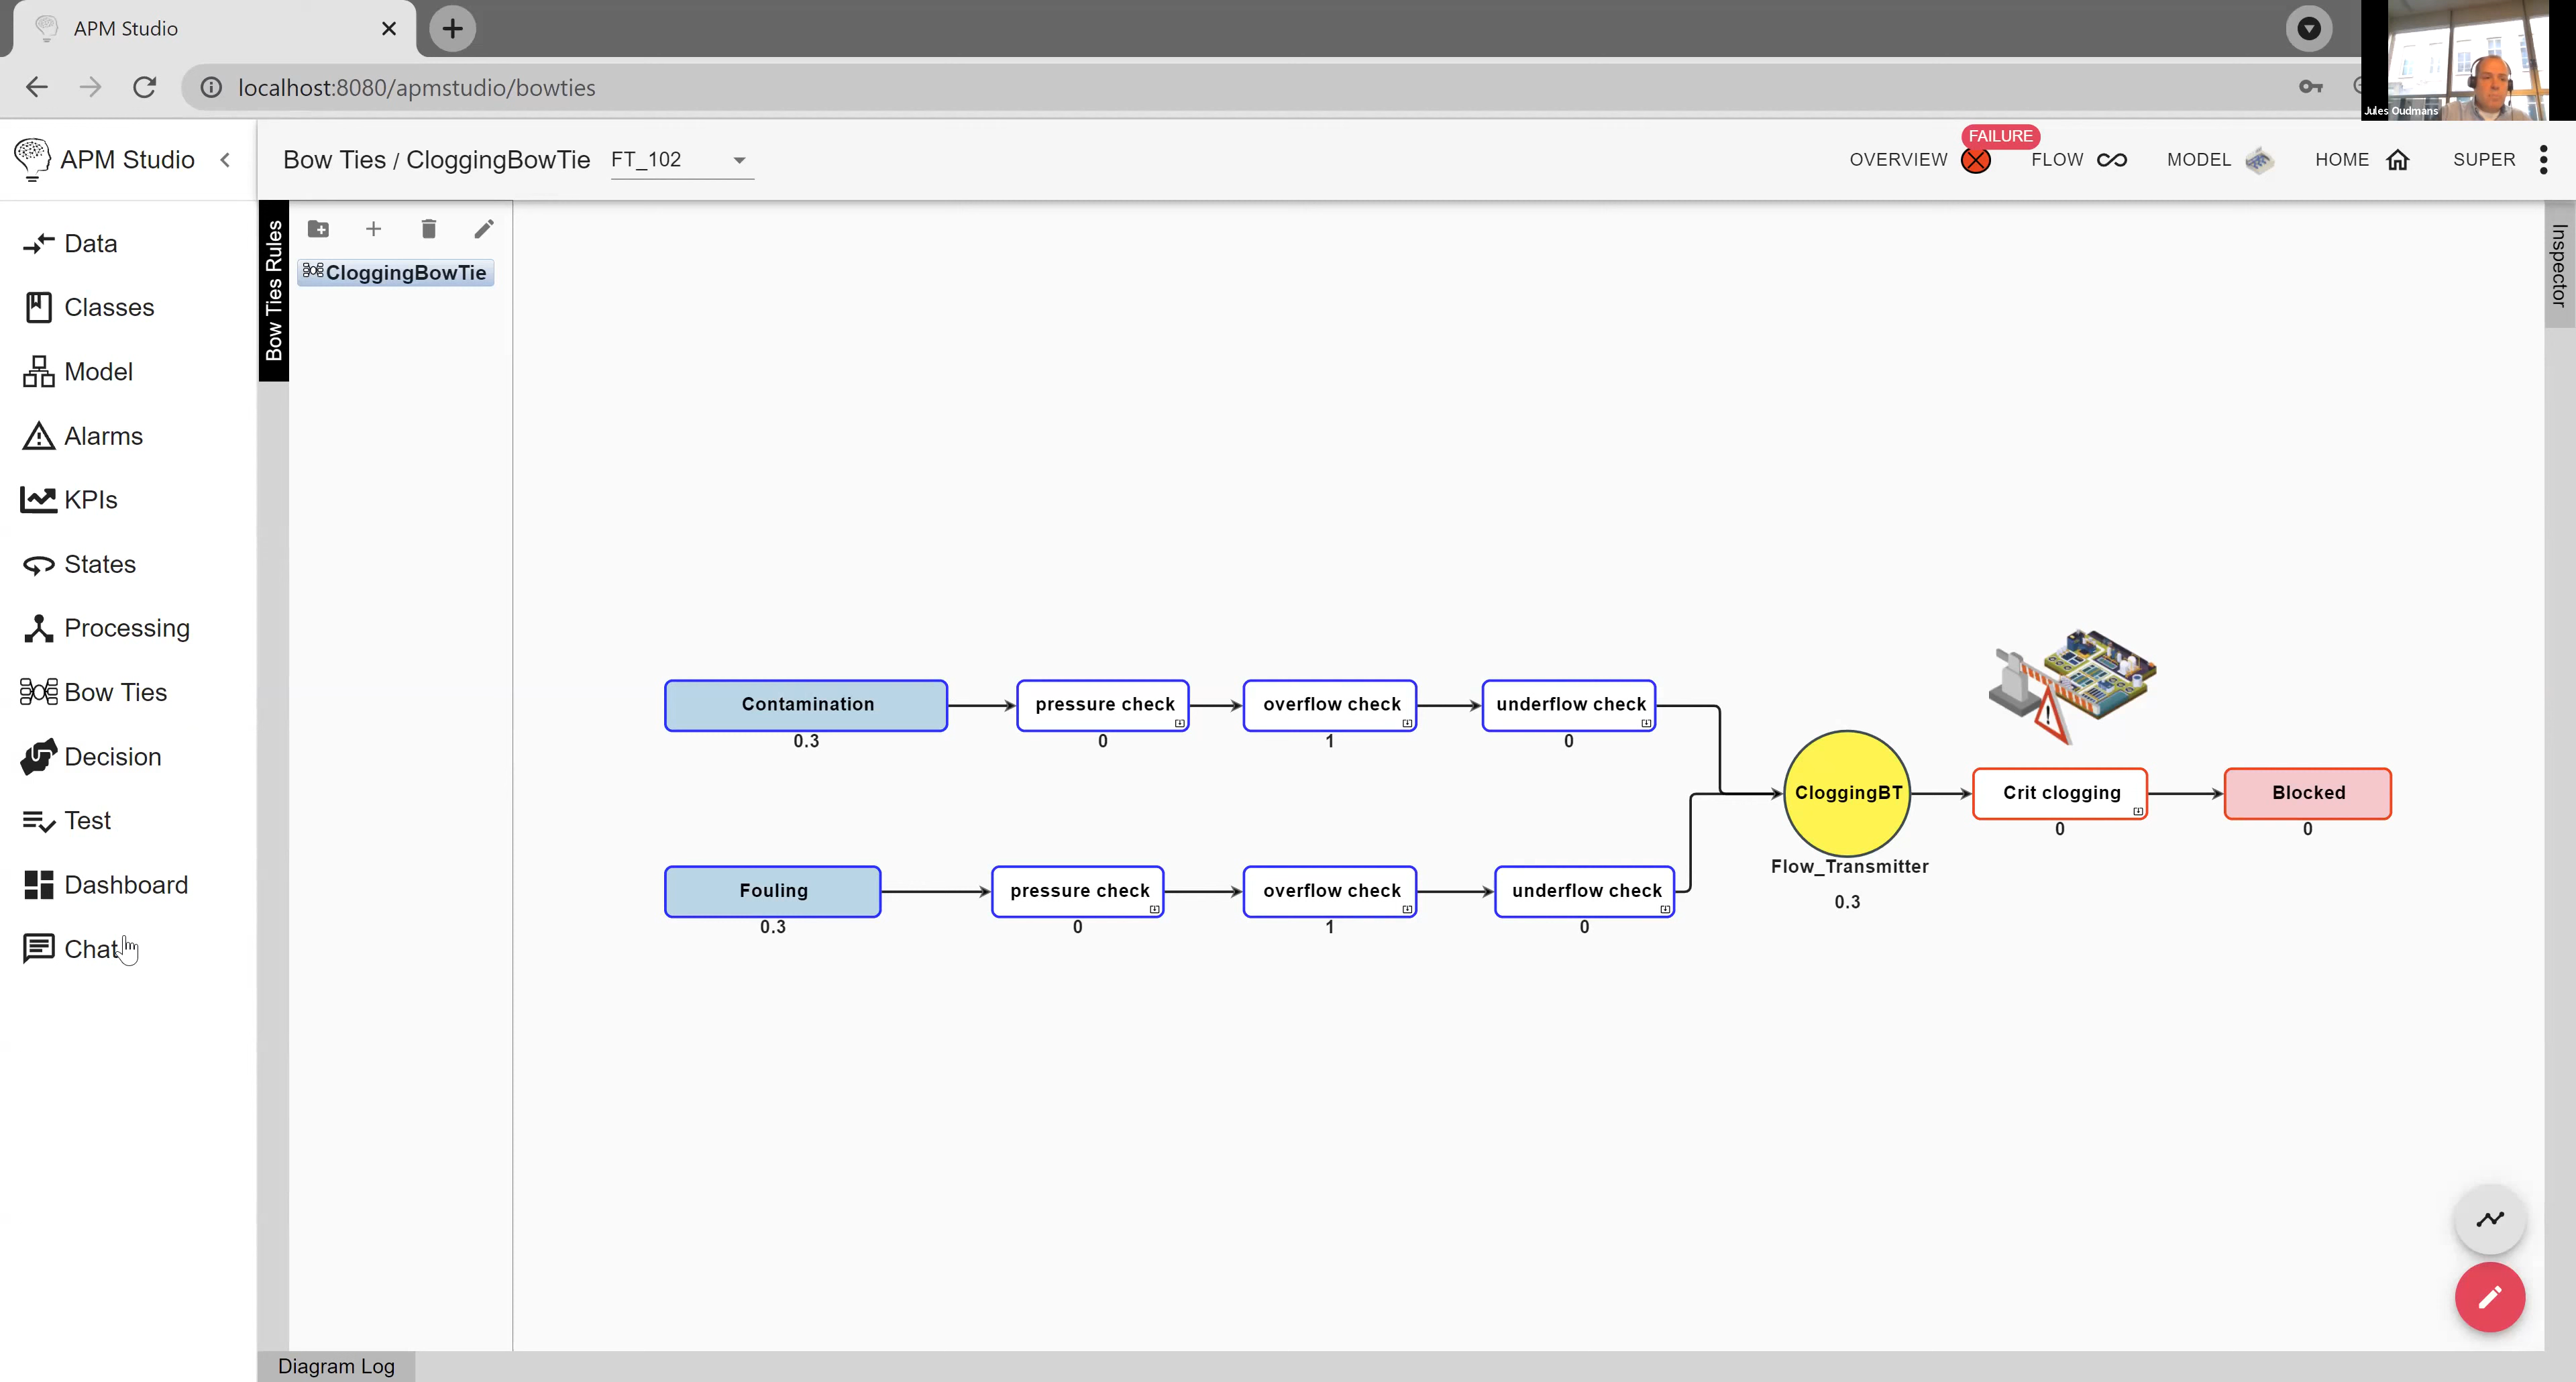 APM Studio
localhost:8080/apmstudio/bowties
Jules Oudmans
APM Studio
Bow Ties / CloggingBowTie FT_102
FAILURE
OVERVIEW FLOW MODEL HOME SUPER
Data
Classes
Model
Alarms
KPIs
States
Processing
Bow Ties
Decision
Test
Dashboard
Chat
Bow Ties Rules
CloggingBowTie
Inspector
Contamination pressure check overflow check underflow check
0.3 0 1 0
CloggingBT Crit clogging Blocked
0 0
Flow_Transmitter
0.3
Fouling pressure check overflow check underflow check
0.3 0 1 0
Diagram Log